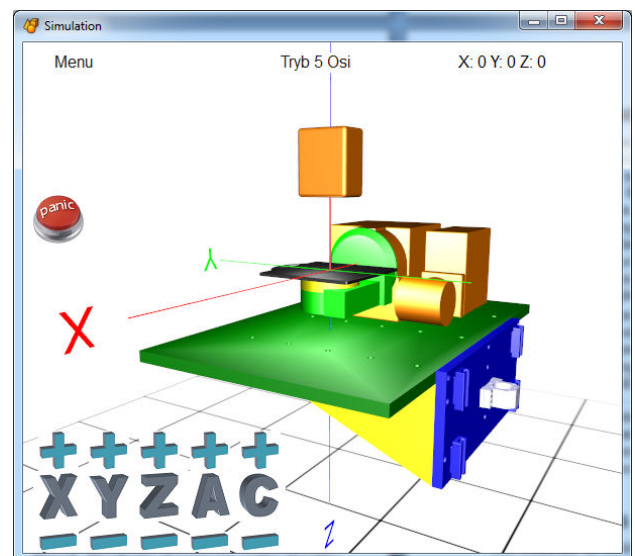 Simulation
Menu Tryb 5 Osi X: 0 Y: 0 Z: 0
panic
Y
X
X Y Z A C
Z